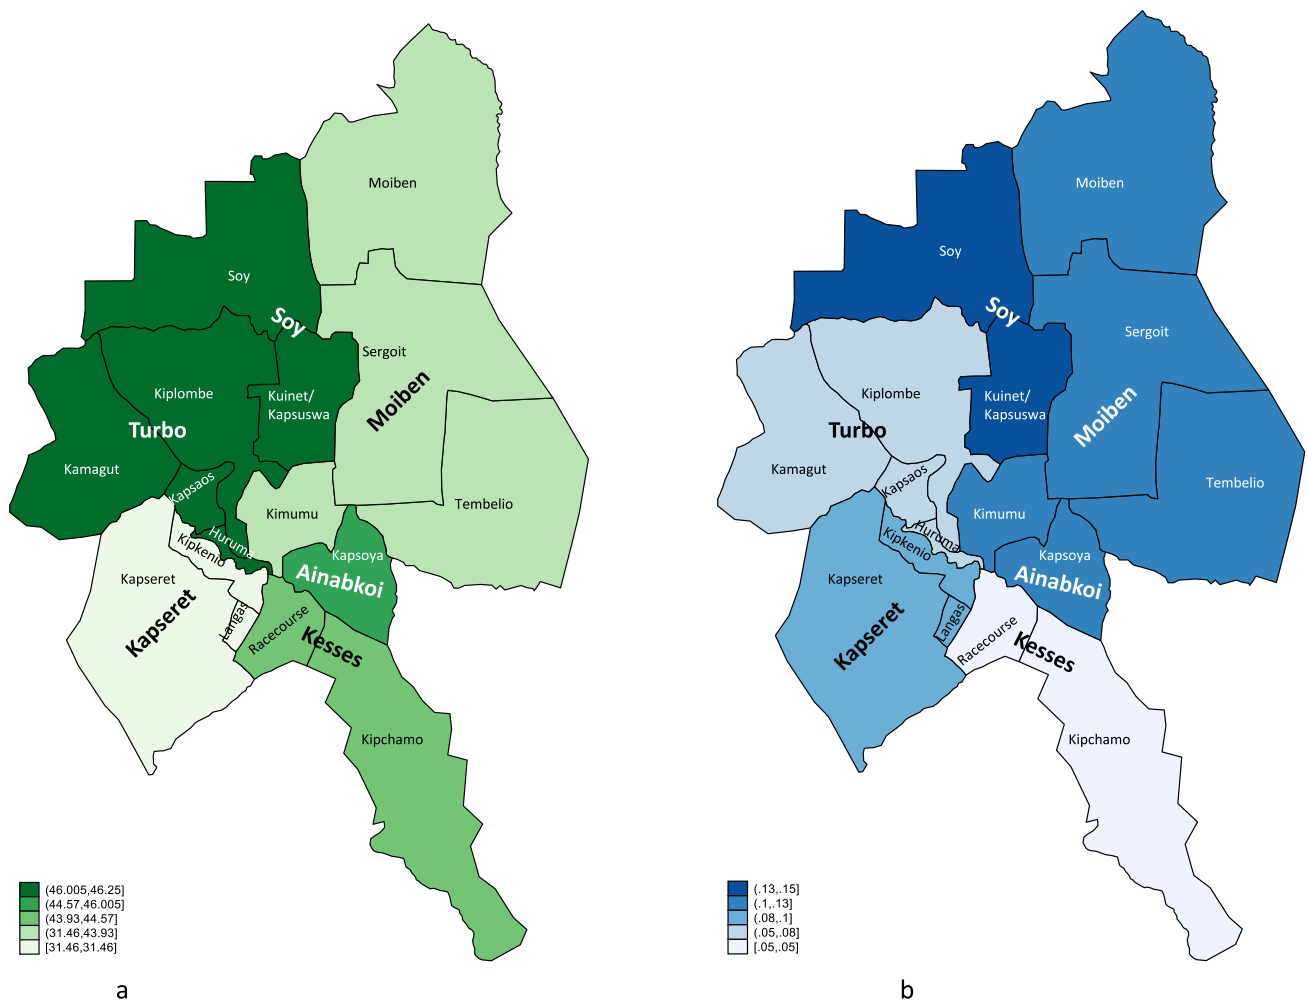 Moiben
Soy
Soy
Sergoit
Kiplombe
Kuinet/
Kapsuswa
Moiben
Turbo
Kamagut
Kapsaos
Tembelio
Kimumu
Huruma
Kipkenio
Kapsoya
Kapseret
Ainabkoi
Langas
Racecourse
Kapseret
Kesses
Kipchamo
(46.005,46.25]
(44.57,46.005]
(43.93,44.57]
(31.46,43.93]
[31.46,31.46]
a
Moiben
Soy
Soy
Sergoit
Kiplombe
Kuinet/
Kapsuswa
Moiben
Turbo
Kamagut
Kapsaos
Tembelio
Kimumu
Huruma
Kipkenio
Kapsoya
Kapseret
Ainabkoi
Langas
Racecourse
Kapseret
Kesses
Kipchamo
(.13,.15]
(.1,.13]
(.08,.1]
(.05,.08]
[.05,.05]
b